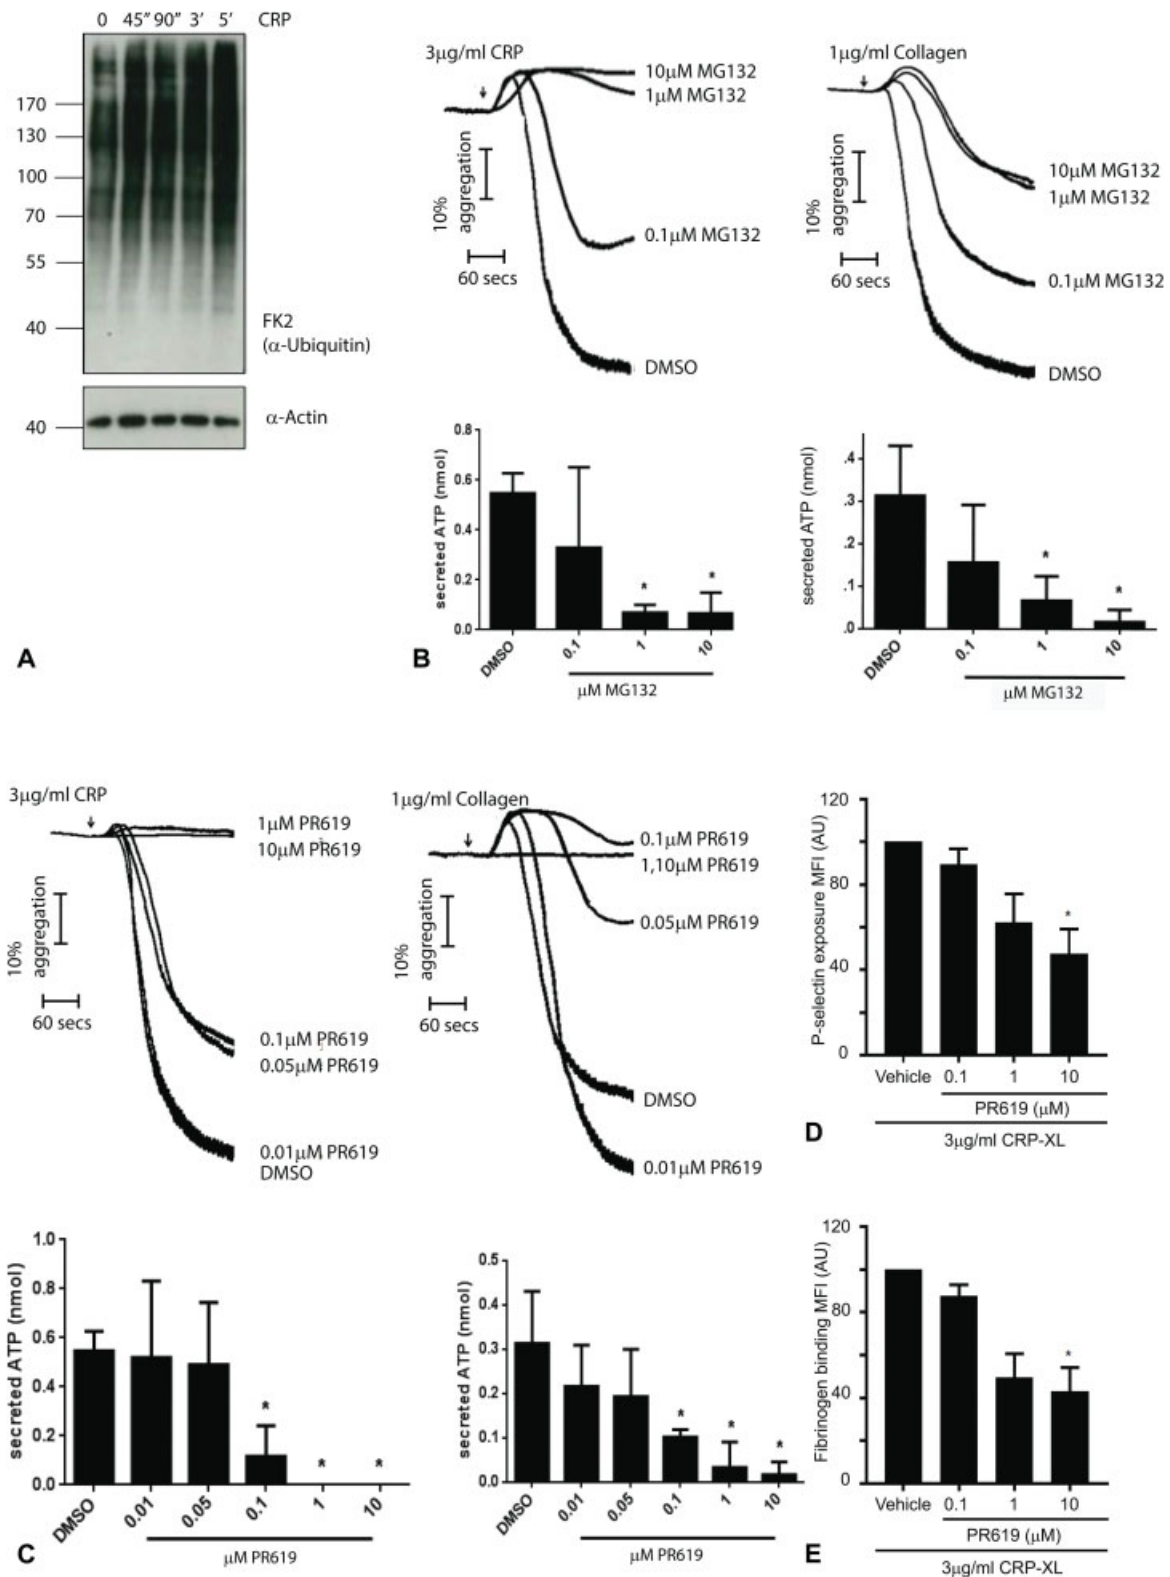 0 45" 90" 3' 5' CRP
170
130
100
70
55
40
FK2
(α-Ubiquitin)
40
α-Actin
A
3μg/ml CRP
10μM MG132
1μM MG132
10%
aggregation
0.1μM MG132
60 secs
DMSO
1μg/ml Collagen
10μM MG132
1μM MG132
10%
aggregation
60 secs
0.1μM MG132
DMSO
secreted ATP (nmol)
0.8
0.6
0.4
0.2
0.0
* *
DMSO 0.1 1 10
μM MG132
secreted ATP (nmol)
.4
.3
.2
.1
.0
* *
DMSO 0.1 1 10
μM MG132
B
3μg/ml CRP
1μM PR619
10μM PR619
10%
aggregation
60 secs
0.1μM PR619
0.05μM PR619
0.01μM PR619
DMSO
1μg/ml Collagen
0.1μM PR619
1,10μM PR619
0.05μM PR619
10%
aggregation
60 secs
DMSO
0.01μM PR619
secreted ATP (nmol)
1.0
0.8
0.6
0.4
0.2
0.0
* * *
DMSO 0.01 0.05 0.1 1 10
μM PR619
secreted ATP (nmol)
0.5
0.4
0.3
0.2
0.1
0.0
* * *
DMSO 0.01 0.05 0.1 1 10
μM PR619
C
P-selectin exposure MFI (AU)
120
80
40
0
*
Vehicle 0.1 1 10
PR619 (μM)
3μg/ml CRP-XL
D
Fibrinogen binding MFI (AU)
120
80
40
0
*
Vehicle 0.1 1 10
PR619 (μM)
3μg/ml CRP-XL
E